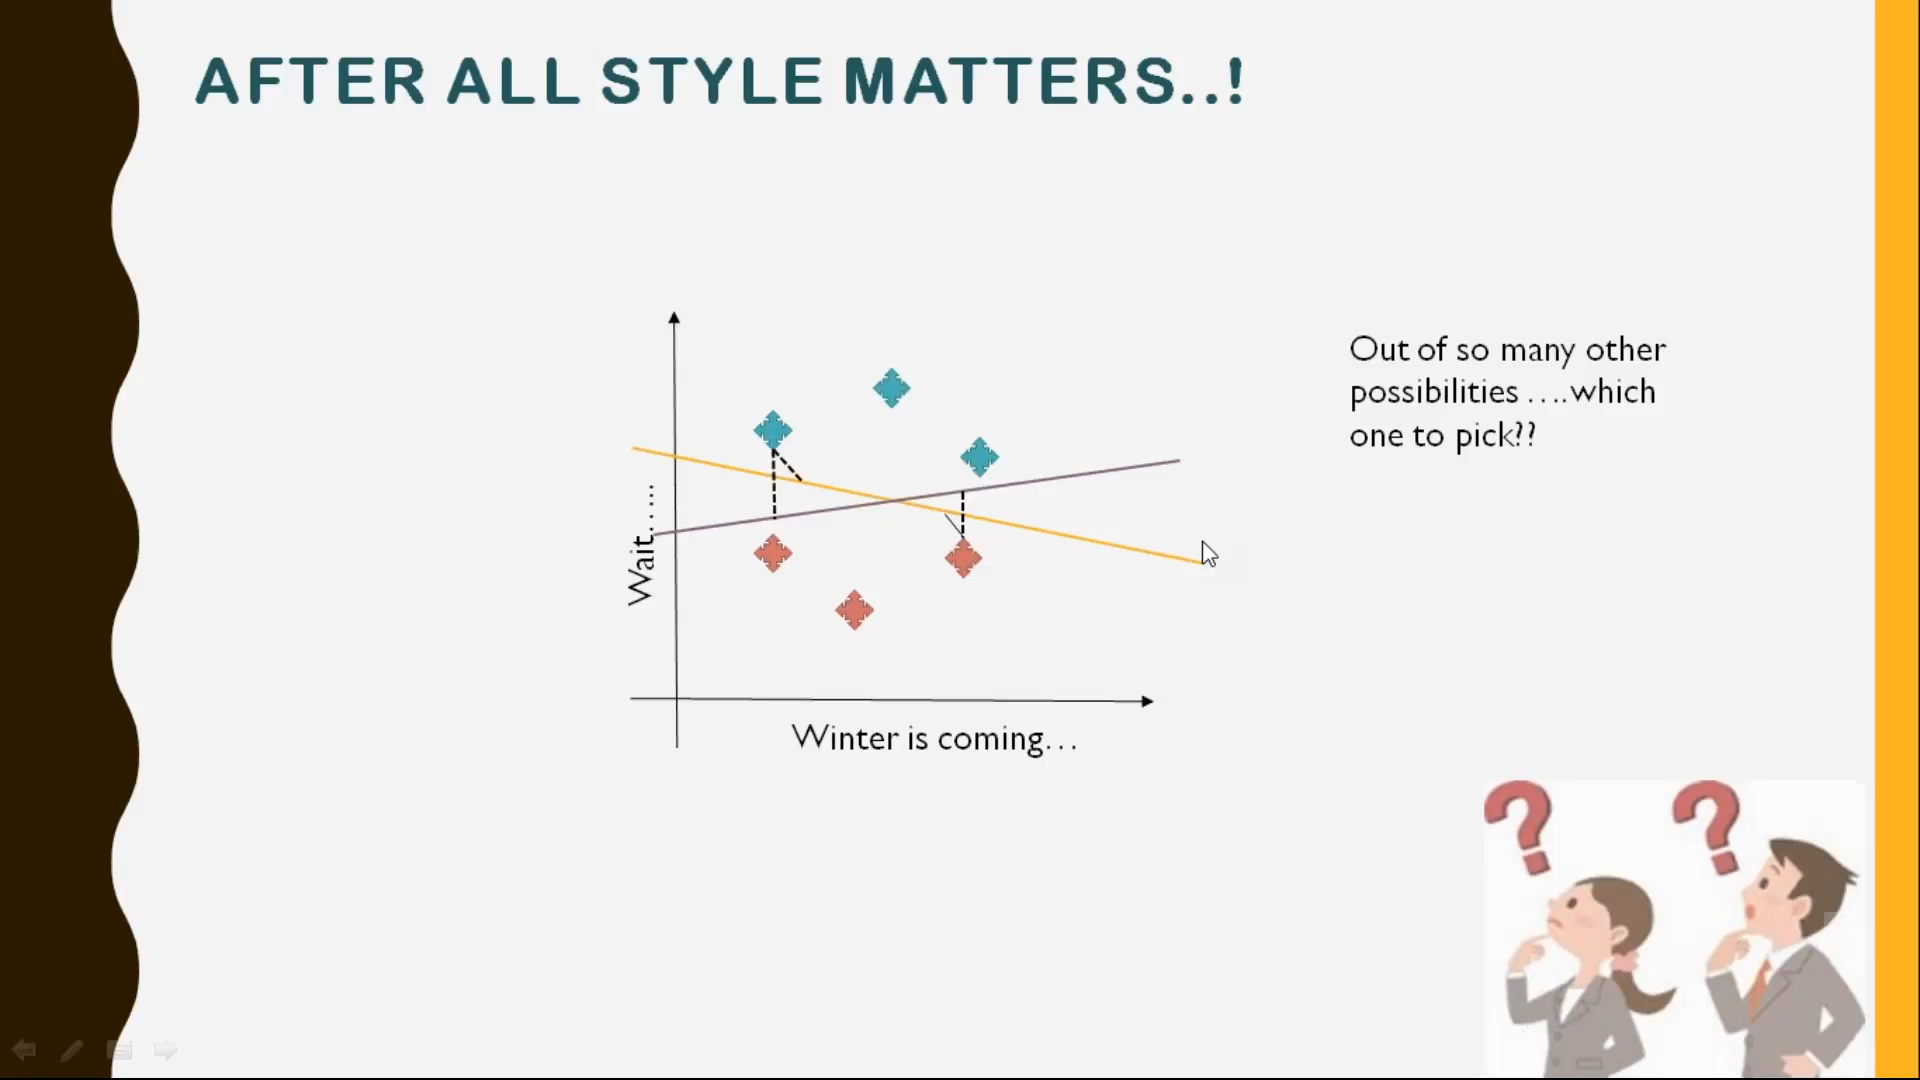 AFTER ALL STYLE MATTERS..!
Out of so many other
possibilities ....which
one to pick??
Wait......
Winter is coming...